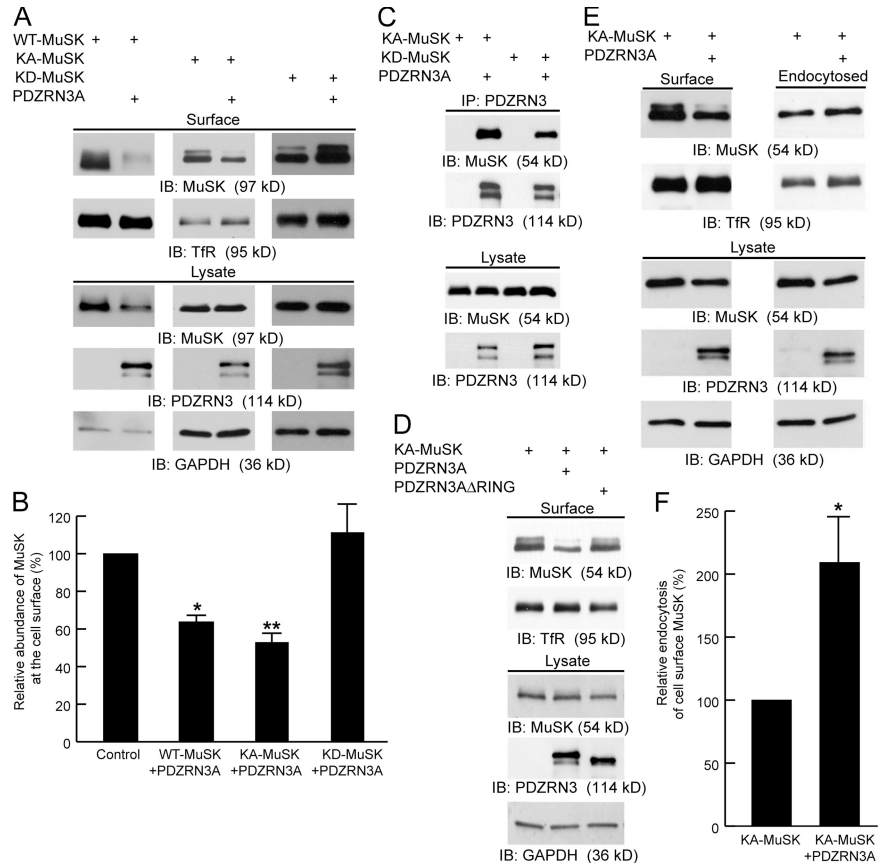 A
WT-MuSK + +
KA-MuSK + +
KD-MuSK + +
PDZRN3A + + +
Surface
IB: MuSK (97 kD)
IB: TfR (95 kD)
Lysate
IB: MuSK (97 kD)
IB: PDZRN3 (114 kD)
IB: GAPDH (36 kD)
B
Relative abundance of MuSK
at the cell surface (%)
120
100
80
60
40
20
0
*
**
Control
WT-MuSK
+PDZRN3A
KA-MuSK
+PDZRN3A
KD-MuSK
+PDZRN3A
C
KA-MuSK + +
KD-MuSK + +
PDZRN3A + +
IP: PDZRN3
IB: MuSK (54 kD)
IB: PDZRN3 (114 kD)
Lysate
IB: MuSK (54 kD)
IB: PDZRN3 (114 kD)
D
KA-MuSK + + +
PDZRN3A +
PDZRN3AΔRING +
Surface
IB: MuSK (54 kD)
IB: TfR (95 kD)
Lysate
IB: MuSK (54 kD)
IB: PDZRN3 (114 kD)
IB: GAPDH (36 kD)
E
KA-MuSK + + + +
PDZRN3A + +
Surface Endocytosed
IB: MuSK (54 kD)
IB: TfR (95 kD)
Lysate
IB: MuSK (54 kD)
IB: PDZRN3 (114 kD)
IB: GAPDH (36 kD)
F
Relative endocytosis
of cell surface MuSK (%)
250
200
150
100
50
0
*
KA-MuSK
KA-MuSK
+PDZRN3A